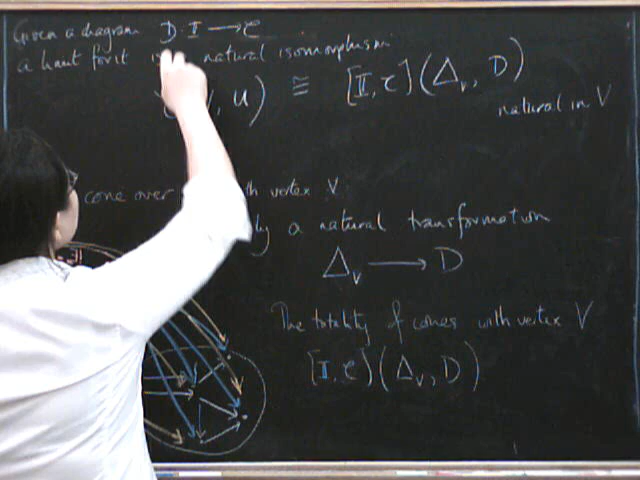 Given a diagram D: I → C
a limit for it is a natural isomorphism:
, U) ≅ [I, C](Δ_V, D)
natural in V
cone over with vertex V
a natural transformation
Δ_V → D
The totality of cones with vertex V
[I, C](Δ_V, D)